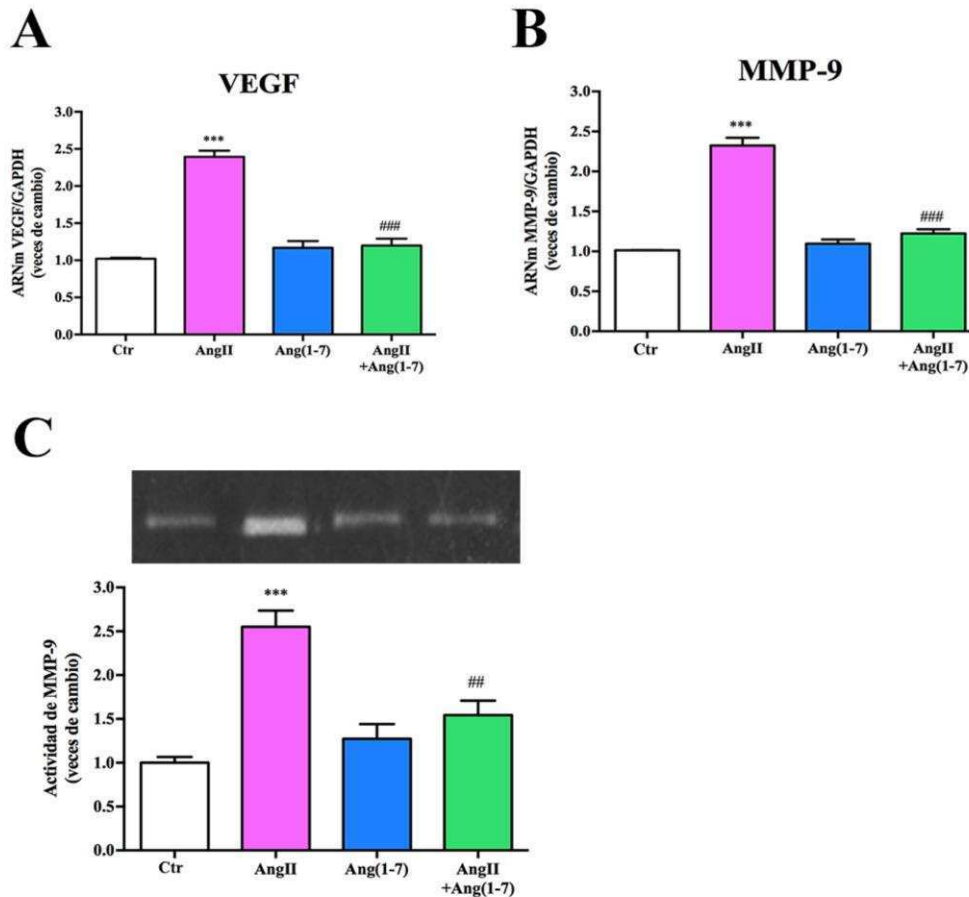 A
VEGF
ARNm VEGF/GAPDH
(veces de cambio)
3.0
2.5
2.0
1.5
1.0
0.5
0.0
***
###
Ctr
AngII
Ang(1-7)
AngII
+Ang(1-7)
B
MMP-9
ARNm MMP-9/GAPDH
(veces de cambio)
3.0
2.5
2.0
1.5
1.0
0.5
0.0
***
###
Ctr
AngII
Ang(1-7)
AngII
+Ang(1-7)
C
Actividad de MMP-9
(veces de cambio)
3.0
2.5
2.0
1.5
1.0
0.5
0.0
***
##
Ctr
AngII
Ang(1-7)
AngII
+Ang(1-7)